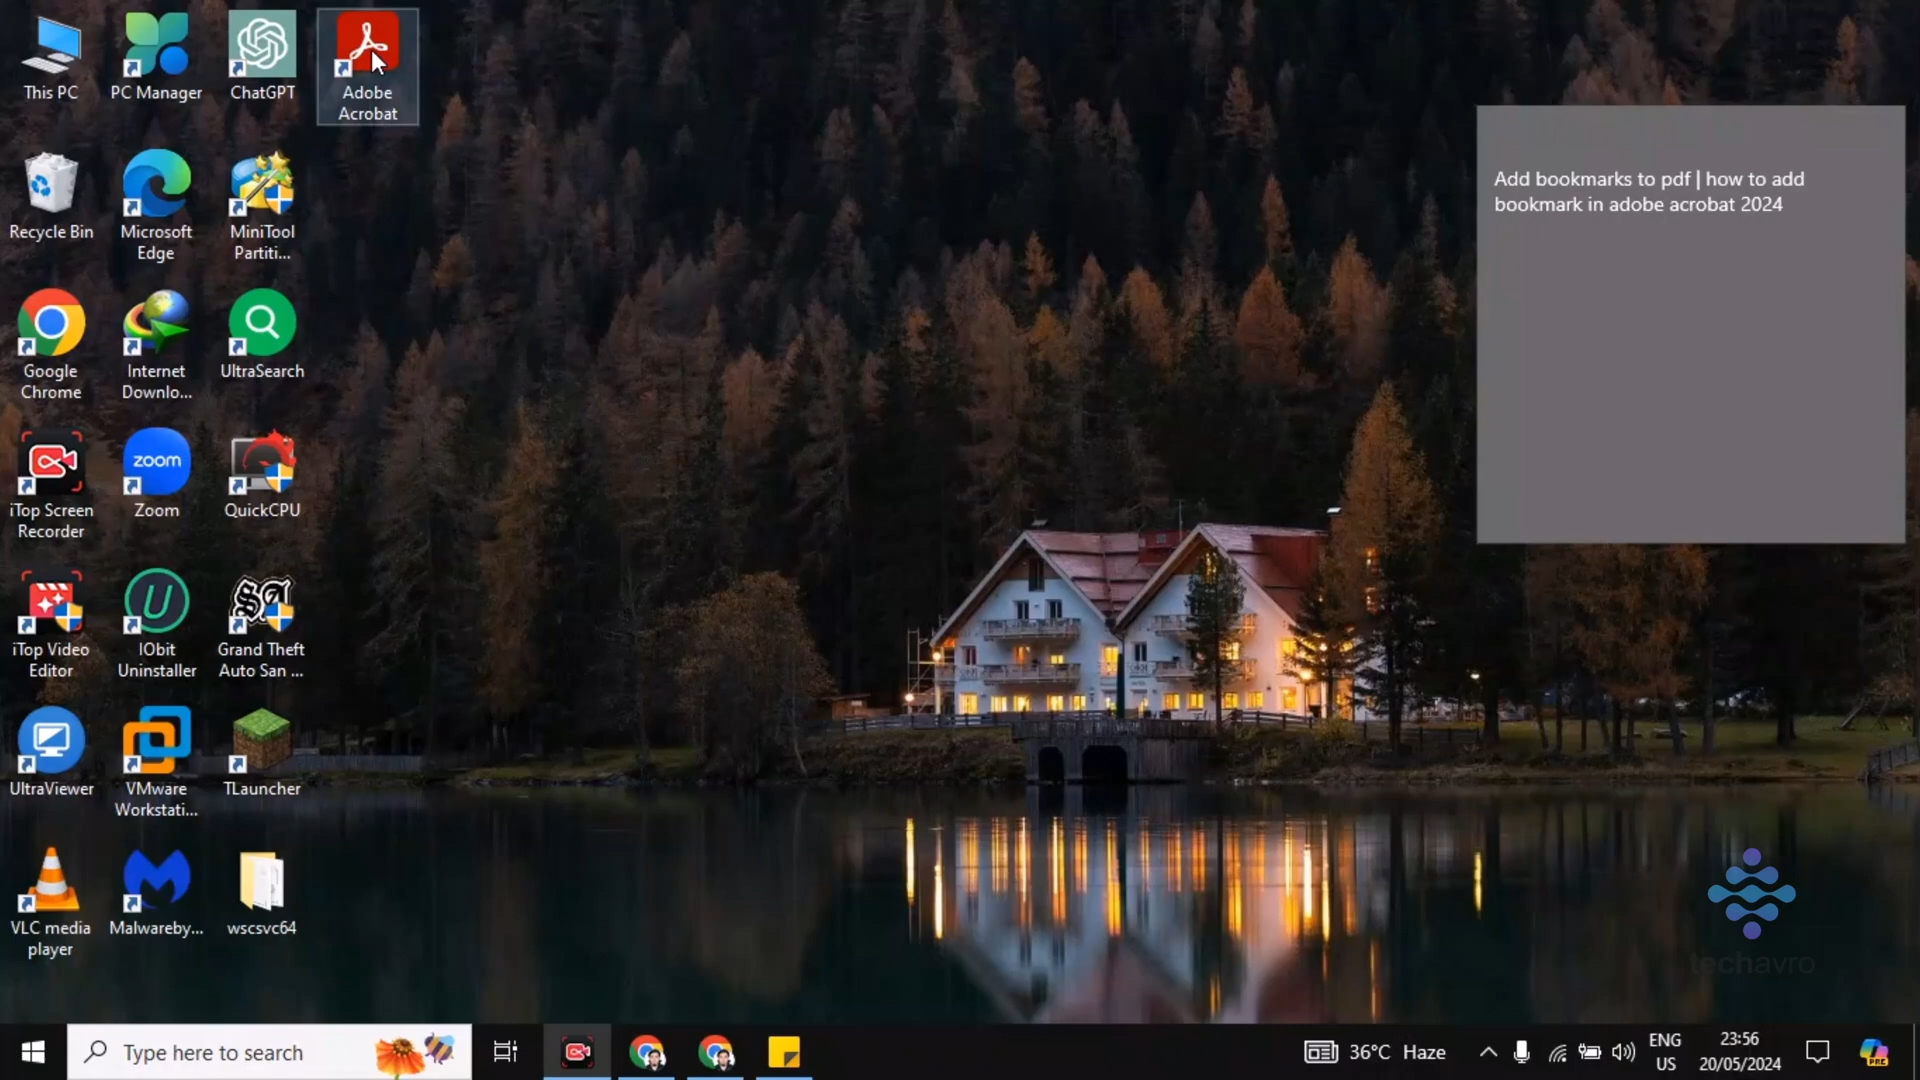 This PC
PC Manager
ChatGPT
Adobe
Acrobat
Recycle Bin
Microsoft
Edge
MiniTool
Partiti...
Google
Chrome
Internet
Downlo...
UltraSearch
iTop Screen
Recorder
zoom
Zoom
QuickCPU
iTop Video
Editor
IObit
Uninstaller
Grand Theft
Auto San ...
UltraViewer
VMware
Workstati...
TLauncher
VLC media
player
Malwareby...
wscsvc64
Add bookmarks to pdf | how to add
bookmark in adobe acrobat 2024
techavro
Type here to search
36°C Haze
ENG
US
23:56
20/05/2024
PRE